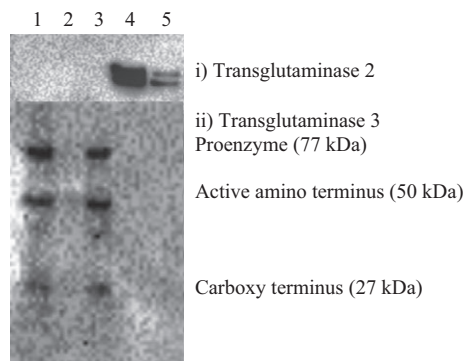 1 2 3 4 5
i) Transglutaminase 2
ii) Transglutaminase 3
Proenzyme (77 kDa)
Active amino terminus (50 kDa)
Carboxy terminus (27 kDa)